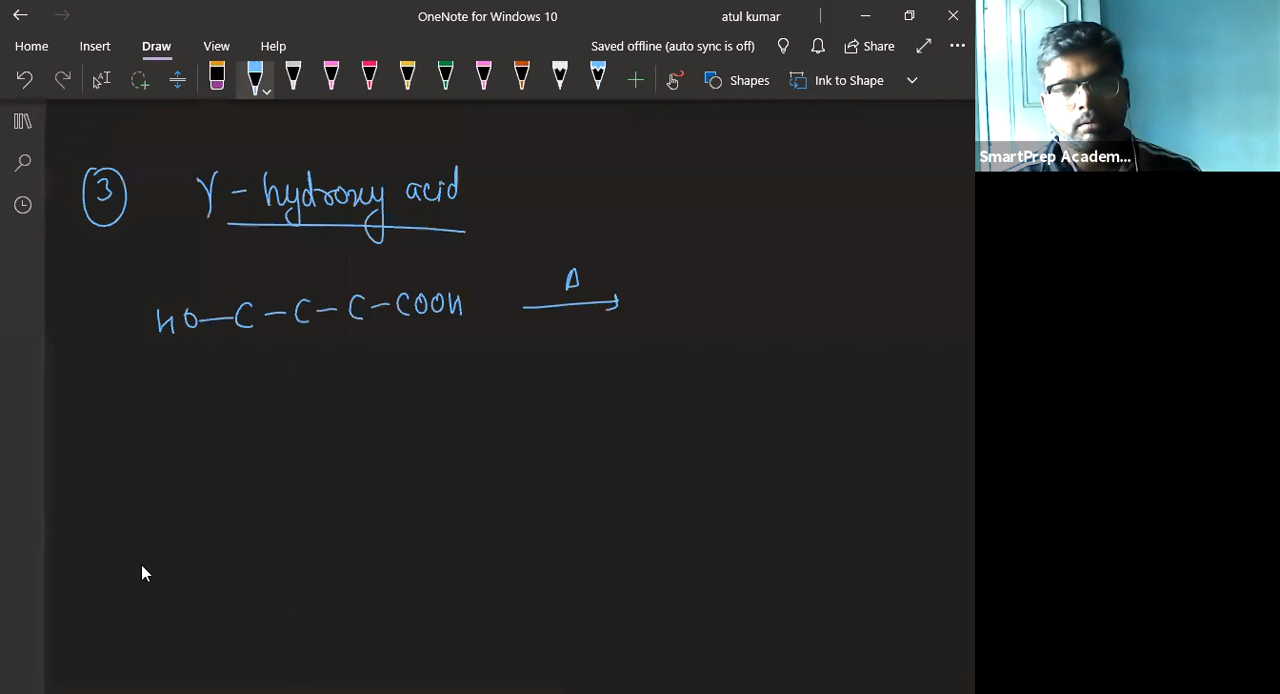 OneNote for Windows 10
atul kumar
Home Insert Draw View Help
Saved offline (auto sync is off)
Share
Shapes
Ink to Shape
SmartPrep Academ...
3 γ - hydroxy acid
HO—C—C—C—COOH Δ→